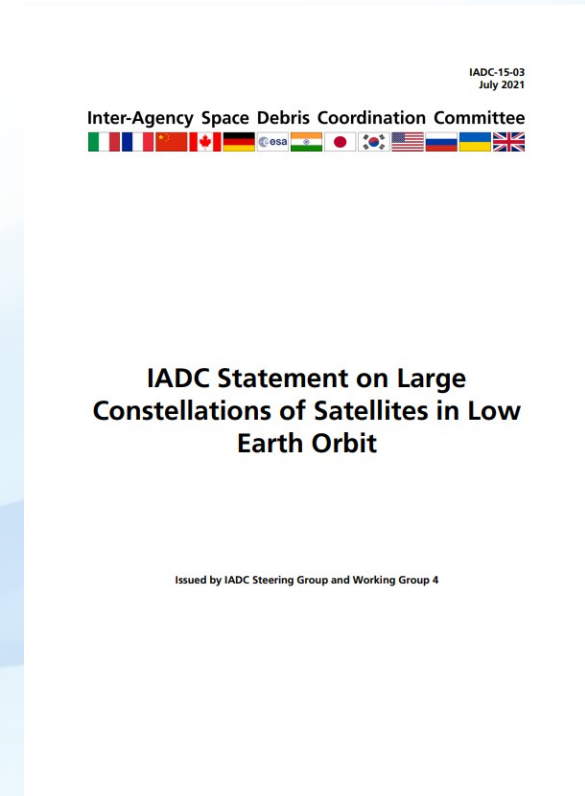 IADC-15-03
July 2021
Inter-Agency Space Debris Coordination Committee
esa
IADC Statement on Large
Constellations of Satellites in Low
Earth Orbit
Issued by IADC Steering Group and Working Group 4